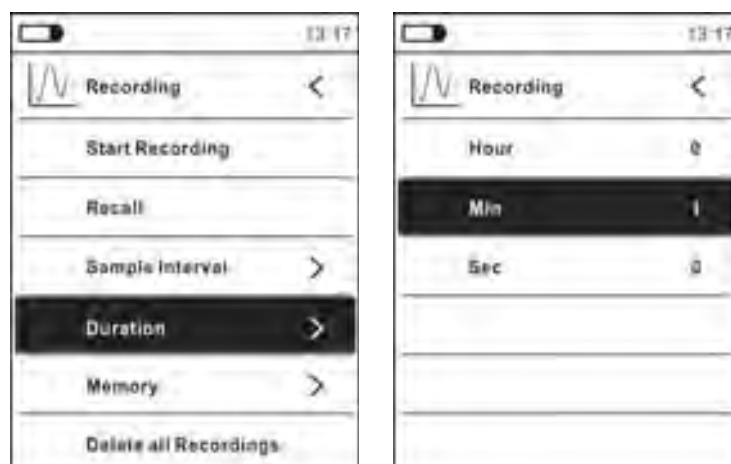 13:17
Recording <
Start Recording
Recall
Sample Interval >
Duration >
Memory >
Delete all Recordings
13:17
Recording <
Hour 0
Min 1
Sec 0